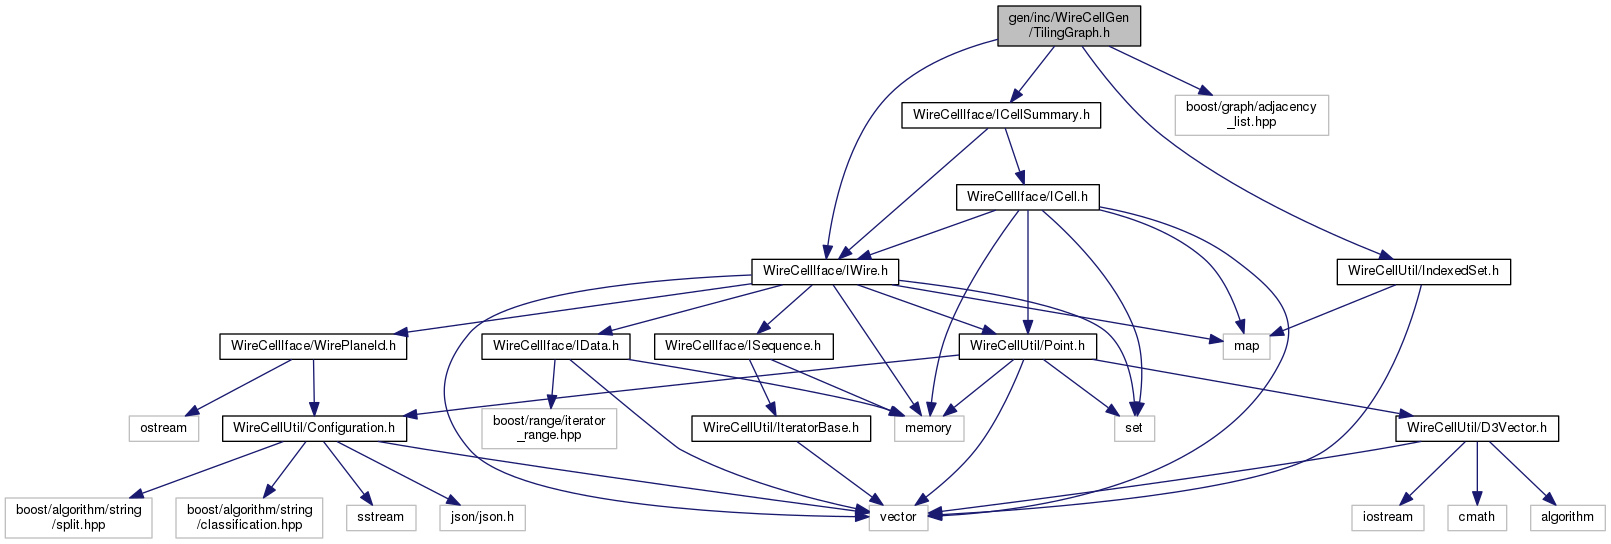 gen/inc/WireCellGen
/TilingGraph.h
WireCellIface/ICellSummary.h
boost/graph/adjacency
_list.hpp
WireCellIface/ICell.h
WireCellIface/IWire.h
WireCellUtil/IndexedSet.h
WireCellIface/WirePlaneId.h
WireCellIface/IData.h
WireCellIface/ISequence.h
WireCellUtil/Point.h
map
ostream
WireCellUtil/Configuration.h
boost/range/iterator
_range.hpp
WireCellUtil/IteratorBase.h
memory
set
WireCellUtil/D3Vector.h
boost/algorithm/string
/split.hpp
boost/algorithm/string
/classification.hpp
sstream
json/json.h
vector
iostream
cmath
algorithm